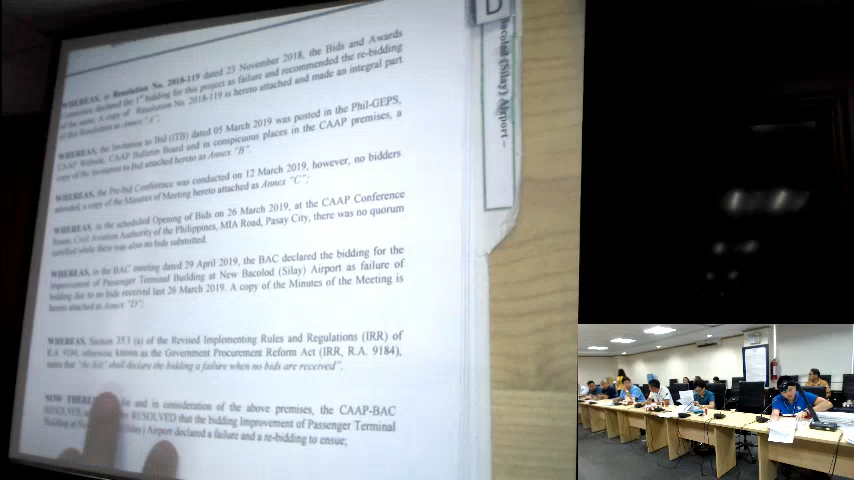 WHEREAS, in Resolution No. 2018-119 dated 23 November 2018, the Bids and Awards
Committee declared the 1st bidding for this project as failure and recommended the re-bidding
of the same. A copy of Resolution No. 2018-119 is hereto attached and made an integral part
of this Resolution as Annex "A".
WHEREAS, the Invitation to Bid (ITB) dated 05 March 2019 was posted in the Phil-GEPS,
CAAP Website, CAAP Bulletin Board and in conspicuous places in the CAAP premises, a
copy of the Invitation to Bid attached hereto as Annex "B".
WHEREAS, the Pre-bid Conference was conducted on 12 March 2019, however, no bidders
attended, a copy of the Minutes of Meeting hereto attached as Annex "C";
WHEREAS, in the scheduled Opening of Bids on 26 March 2019, at the CAAP Conference
Room, Civil Aviation Authority of the Philippines, MIA Road, Pasay City, there was no quorum
while there was also no bids submitted.
WHEREAS, in the BAC meeting dated 29 April 2019, the BAC declared the bidding for the
Improvement of Passenger Terminal Building at New Bacolod (Silay) Airport as failure of
bidding due to no bids received last 26 March 2019. A copy of the Minutes of the Meeting is
hereto attached as Annex "D";
WHEREAS, Section 35.1 (a) of the Revised Implementing Rules and Regulations (IRR) of
R.A. 9184, otherwise known as the Government Procurement Reform Act (IRR, R.A. 9184),
states that "the BAC shall declare the bidding a failure when no bids are received".
NOW and in consideration of the above premises, the CAAP-BAC
RESOLVES, RESOLVED that the bidding Improvement of Passenger Terminal
Building at (Silay) Airport declared a failure and a re-bidding to ensue;
D
Bacolod (Silay) Airport –